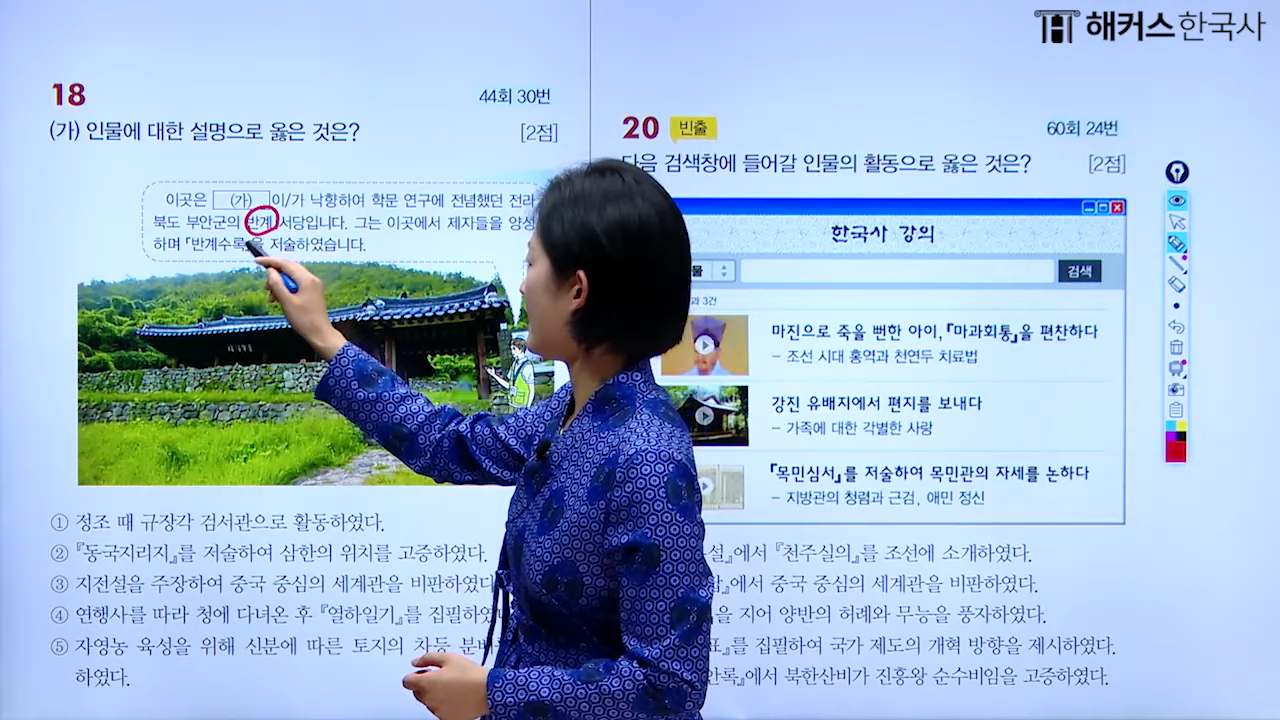 해커스한국사
18
44회 30번
(가) 인물에 대한 설명으로 옳은 것은?
[2점]
이곳은 (가) 이/가 낙향하여 학문 연구에 전념했던 전라
북도 부안군의 반계 서당입니다. 그는 이곳에서 제자들을 양성
하며 『반계수록』을 저술하였습니다.
① 정조 때 규장각 검서관으로 활동하였다.
② 『동국지리지』를 저술하여 삼한의 위치를 고증하였다.
③ 지전설을 주장하여 중국 중심의 세계관을 비판하였
④ 연행사를 따라 청에 다녀온 후 『열하일기』를 집필하였
⑤ 자영농 육성을 위해 신분에 따른 토지의 차등 분배
하였다.
20 빈출
60회 24번
다음 검색창에 들어갈 인물의 활동으로 옳은 것은?
[2점]
한국사 강의
물
검색
과 3건
마진으로 죽을 뻔한 아이, 『마과회통』을 편찬하다
– 조선 시대 홍역과 천연두 치료법
강진 유배지에서 편지를 보내다
– 가족에 대한 각별한 사랑
『목민심서』를 저술하여 목민관의 자세를 논하다
– 지방관의 청렴과 근검, 애민 정신
설』에서 『천주실의』를 조선에 소개하였다.
』에서 중국 중심의 세계관을 비판하였다.
을 지어 양반의 허례와 무능을 풍자하였다.
표』를 집필하여 국가 제도의 개혁 방향을 제시하였다.
안록』에서 북한산비가 진흥왕 순수비임을 고증하였다.